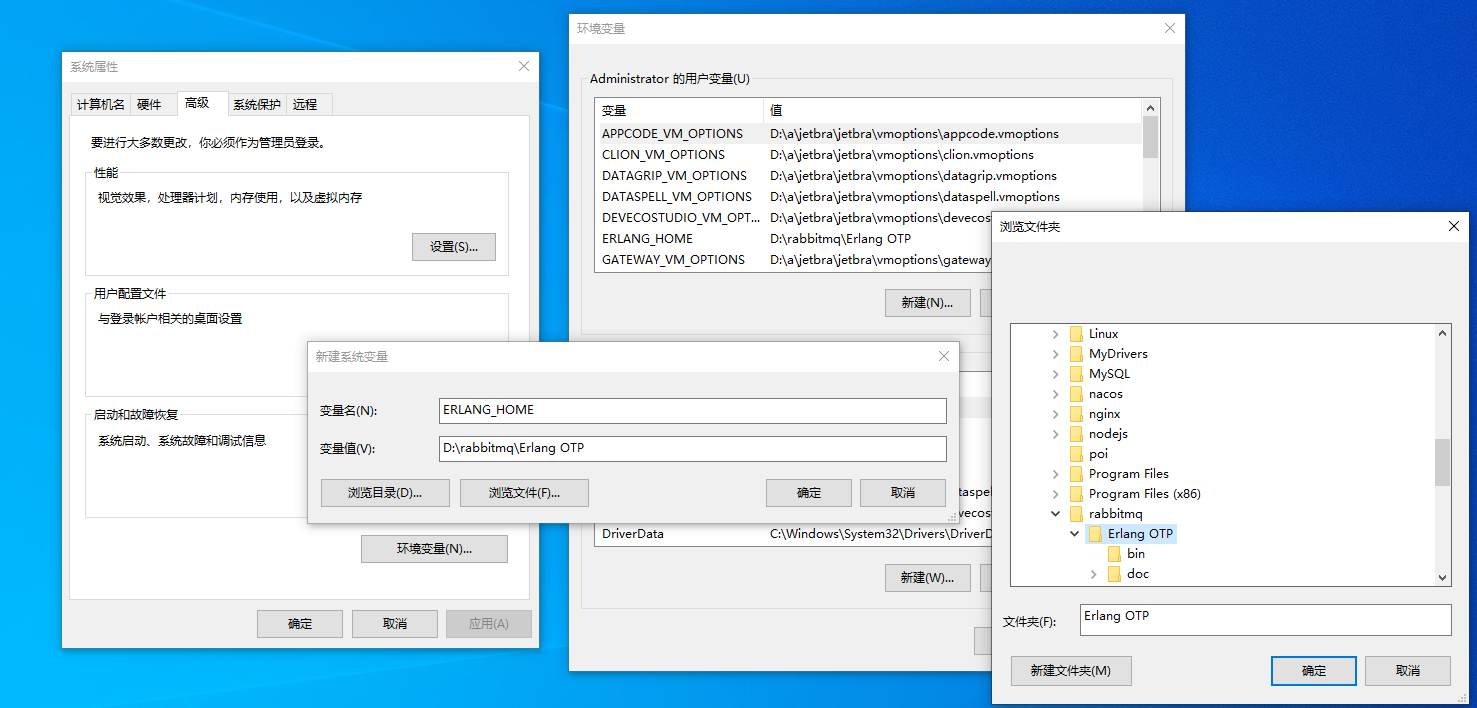 系统属性
计算机名 硬件 高级 系统保护 远程
要进行大多数更改，你必须作为管理员登录。
性能
视觉效果，处理器计划，内存使用，以及虚拟内存
设置(S)...
用户配置文件
与登录帐户相关的桌面设置
启动和故障恢复
系统启动、系统故障和调试信息
环境变量(N)...
确定 取消 应用(A)
环境变量
Administrator 的用户变量(U)
变量 值
APPCODE_VM_OPTIONS D:\a\jetbra\jetbra\vmoptions\appcode.vmoptions
CLION_VM_OPTIONS D:\a\jetbra\jetbra\vmoptions\clion.vmoptions
DATAGRIP_VM_OPTIONS D:\a\jetbra\jetbra\vmoptions\datagrip.vmoptions
DATASPELL_VM_OPTIONS D:\a\jetbra\jetbra\vmoptions\dataspell.vmoptions
DEVECOSTUDIO_VM_OPT... D:\a\jetbra\jetbra\vmoptions\devecos
ERLANG_HOME D:\rabbitmq\Erlang OTP
GATEWAY_VM_OPTIONS D:\a\jetbra\jetbra\vmoptions\gateway
新建(N)...
taspel
vecos
DriverData C:\Windows\System32\Drivers\DriverD
新建(W)...
新建系统变量
变量名(N): ERLANG_HOME
变量值(V): D:\rabbitmq\Erlang OTP
浏览目录(D)... 浏览文件(F)... 确定 取消
浏览文件夹
Linux
MyDrivers
MySQL
nacos
nginx
nodejs
poi
Program Files
Program Files (x86)
rabbitmq
Erlang OTP
bin
doc
文件夹(F): Erlang OTP
新建文件夹(M) 确定 取消